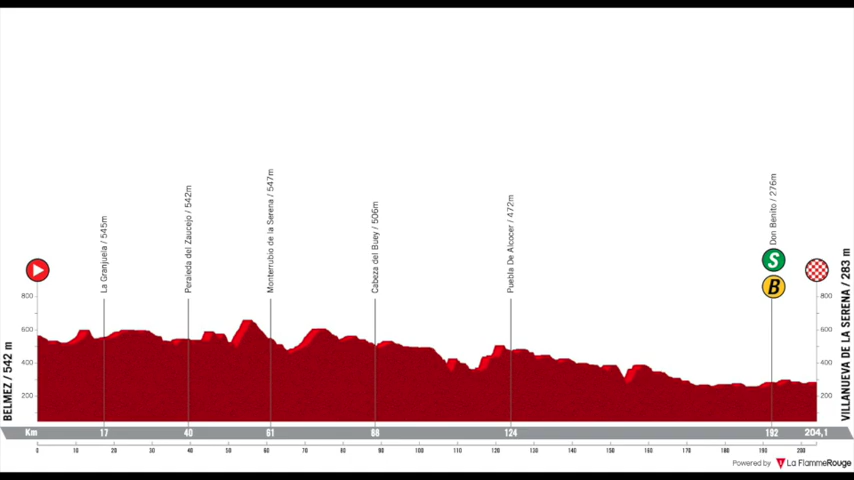 La Granjuela / 545m
Peraleda del Zaucejo / 542m
Monterrubio de la Serena / 547m
Cabeza del Buey / 506m
Puebla De Alcocer / 472m
Don Benito / 276m
S
B
BELMEZ / 542 m
VILLANUEVA DE LA SERENA / 283 m
800
600
400
200
800
600
400
200
Km 17 40 61 88 124 192 204,1
0 10 20 30 40 50 60 70 80 90 100 110 120 130 140 150 160 170 180 190 200
Powered by La FlammeRouge